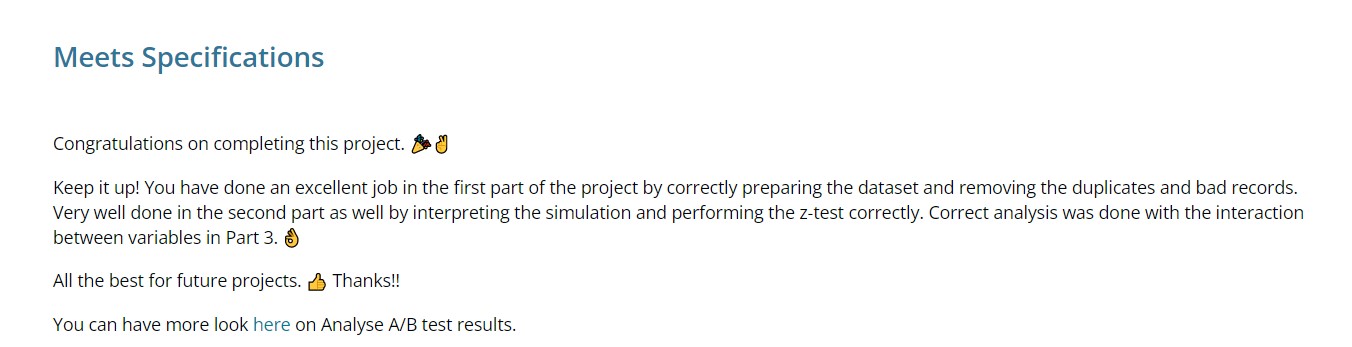 Meets Specifications
Congratulations on completing this project. 🎉✌
Keep it up! You have done an excellent job in the first part of the project by correctly preparing the dataset and removing the duplicates and bad records.
Very well done in the second part as well by interpreting the simulation and performing the z-test correctly. Correct analysis was done with the interaction
between variables in Part 3. 👌
All the best for future projects. 👍 Thanks!!
You can have more look here on Analyse A/B test results.